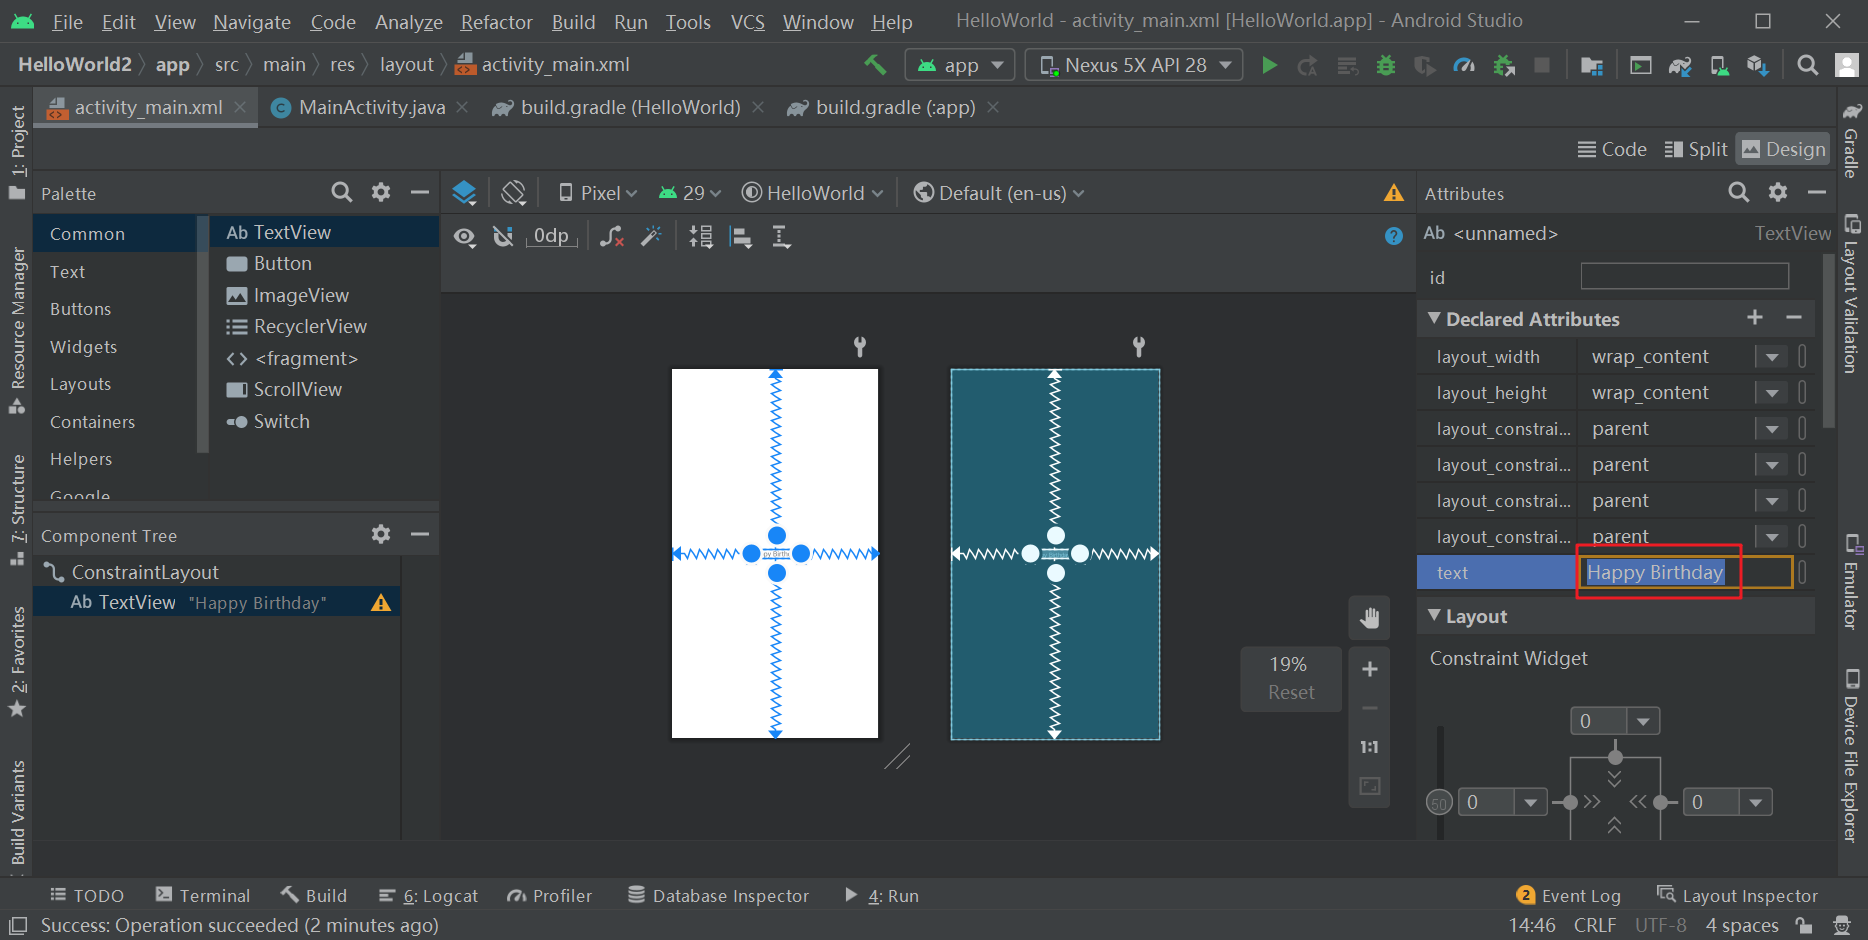 File Edit View Navigate Code Analyze Refactor Build Run Tools VCS Window Help HelloWorld - activity_main.xml [HelloWorld.app] - Android Studio
HelloWorld2 app src main res layout activity_main.xml app Nexus 5X API 28
activity_main.xml MainActivity.java build.gradle (HelloWorld) build.gradle (:app)
Code Split Design
Palette
Pixel 29 HelloWorld Default (en-us)
0dp
Common
Text
Buttons
Widgets
Layouts
Containers
Helpers
Google
Ab TextView
Button
ImageView
RecyclerView
<fragment>
ScrollView
Switch
Component Tree
ConstraintLayout
Ab TextView "Happy Birthday"
19%
Reset
1:1
Attributes
Ab <unnamed> TextView
id
Declared Attributes
layout_width wrap_content
layout_height wrap_content
layout_constrai... parent
layout_constrai... parent
layout_constrai... parent
layout_constrai... parent
text Happy Birthday
Layout
Constraint Widget
0
50 0 0
1: Project
Resource Manager
7: Structure
2: Favorites
Build Variants
Gradle
Layout Validation
Emulator
Device File Explorer
TODO Terminal Build 6: Logcat Profiler Database Inspector 4: Run 2 Event Log Layout Inspector
Success: Operation succeeded (2 minutes ago) 14:46 CRLF UTF-8 4 spaces